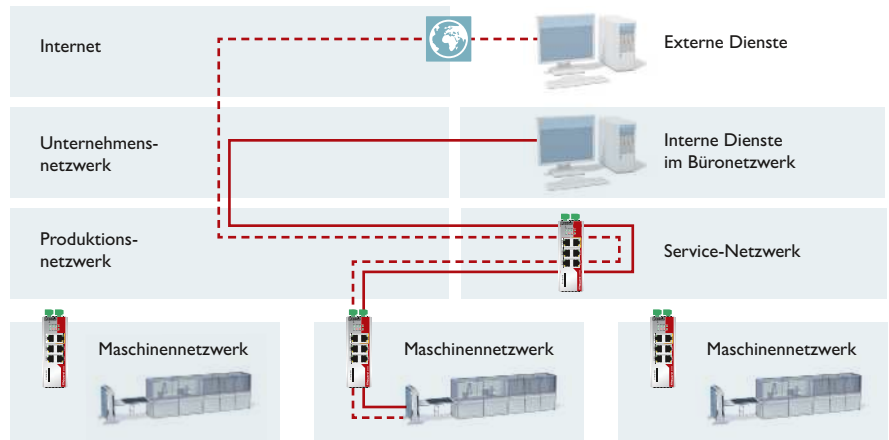 Internet
Externe Dienste
Unternehmens-
netzwerk
Interne Dienste
im Büronetzwerk
Produktions-
netzwerk
Service-Netzwerk
Maschinennetzwerk
Maschinennetzwerk
Maschinennetzwerk